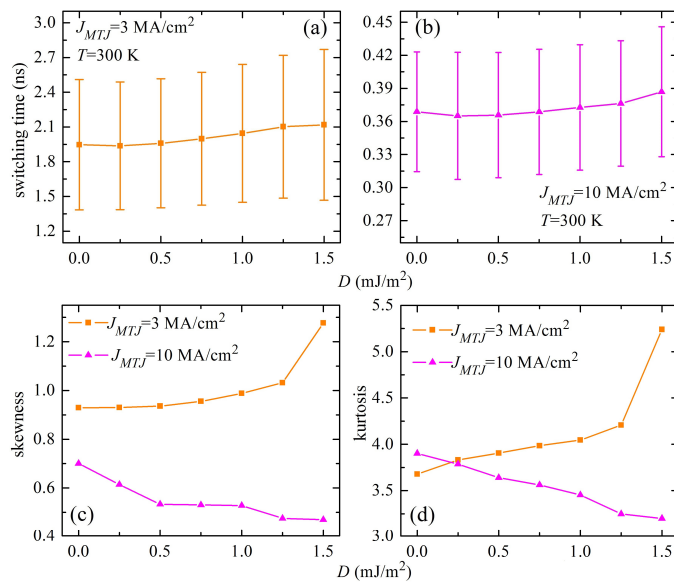 3.0
2.7
2.4
2.1
1.8
1.5
1.2
switching time (ns)
J_MTJ=3 MA/cm²
T=300 K
(a)
0.0 0.5 1.0 1.5
0.45
0.42
0.39
0.36
0.33
0.30
0.27
(b)
J_MTJ=10 MA/cm²
T=300 K
0.0 0.5 1.0 1.5
D (mJ/m²)
1.2
1.0
0.8
0.6
0.4
skewness
J_MTJ=3 MA/cm²
J_MTJ=10 MA/cm²
(c)
0.0 0.5 1.0 1.5
5.5
5.0
4.5
4.0
3.5
3.0
kurtosis
J_MTJ=3 MA/cm²
J_MTJ=10 MA/cm²
(d)
0.0 0.5 1.0 1.5
D (mJ/m²)